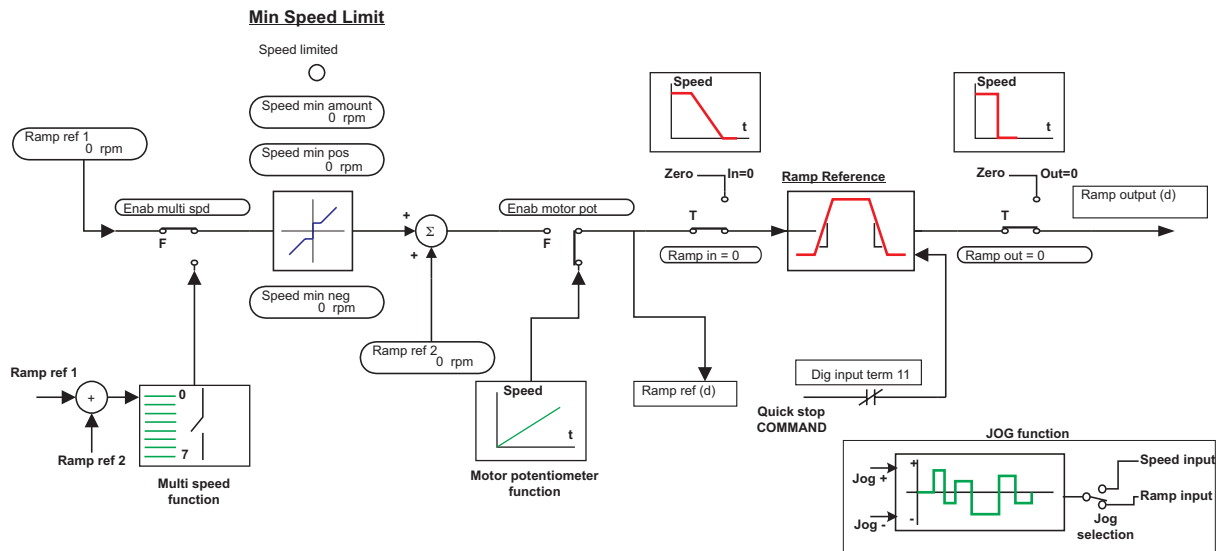 Min Speed Limit
Speed limited
Speed min amount
0 rpm
Ramp ref 1
0 rpm
Speed min pos
0 rpm
Enab multi spd
F
Speed min neg
0 rpm
+
Σ
+
Ramp ref 2
0 rpm
Enab motor pot
F
Speed
t
Zero
In=0
T
Ramp in = 0
Ramp Reference
Speed
t
Zero
Out=0
T
Ramp out = 0
Ramp output (d)
Ramp ref 1
+
Ramp ref 2
0
7
Multi speed
function
Speed
t
Motor potentiometer
function
Ramp ref (d)
Dig input term 11
Quick stop
COMMAND
JOG function
Jog +
Jog -
+
-
Speed input
Ramp input
Jog
selection